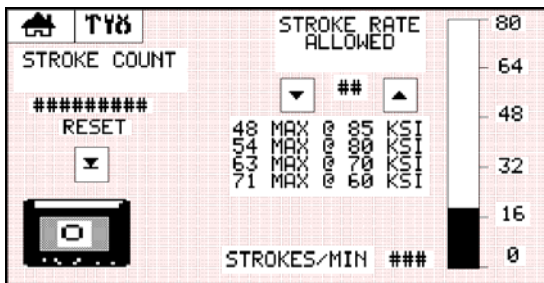 STROKE COUNT
#########
RESET
STROKE RATE
ALLOWED
##
48 MAX @ 85 KSI
54 MAX @ 80 KSI
63 MAX @ 70 KSI
71 MAX @ 60 KSI
STROKES/MIN ###
80
64
48
32
16
0